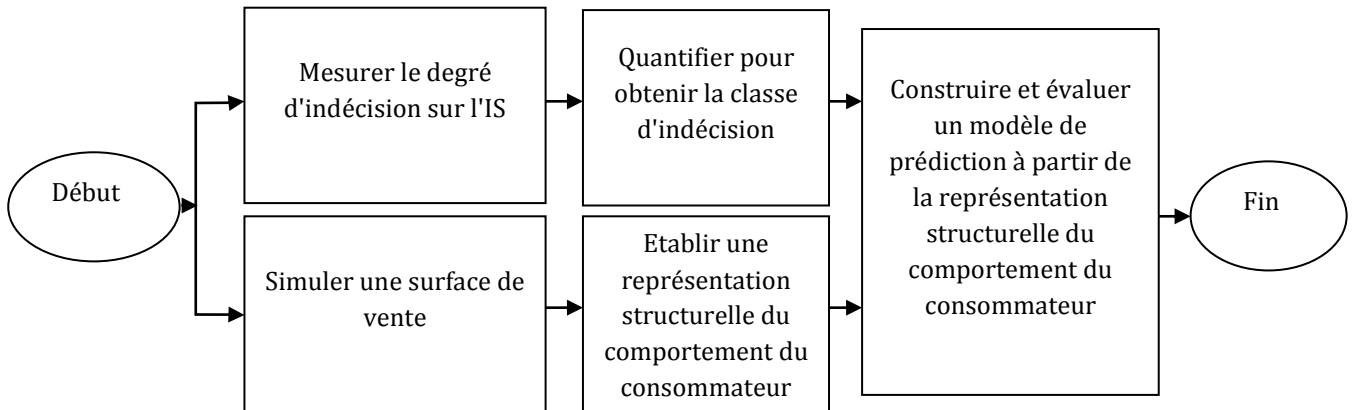 Début
Mesurer le degré
d'indécision sur l'IS
Quantifier pour
obtenir la classe
d'indécision
Simuler une surface de
vente
Etablir une
représentation
structurelle du
comportement du
consommateur
Construire et évaluer
un modèle de
prédiction à partir de
la représentation
structurelle du
comportement du
consommateur
Fin